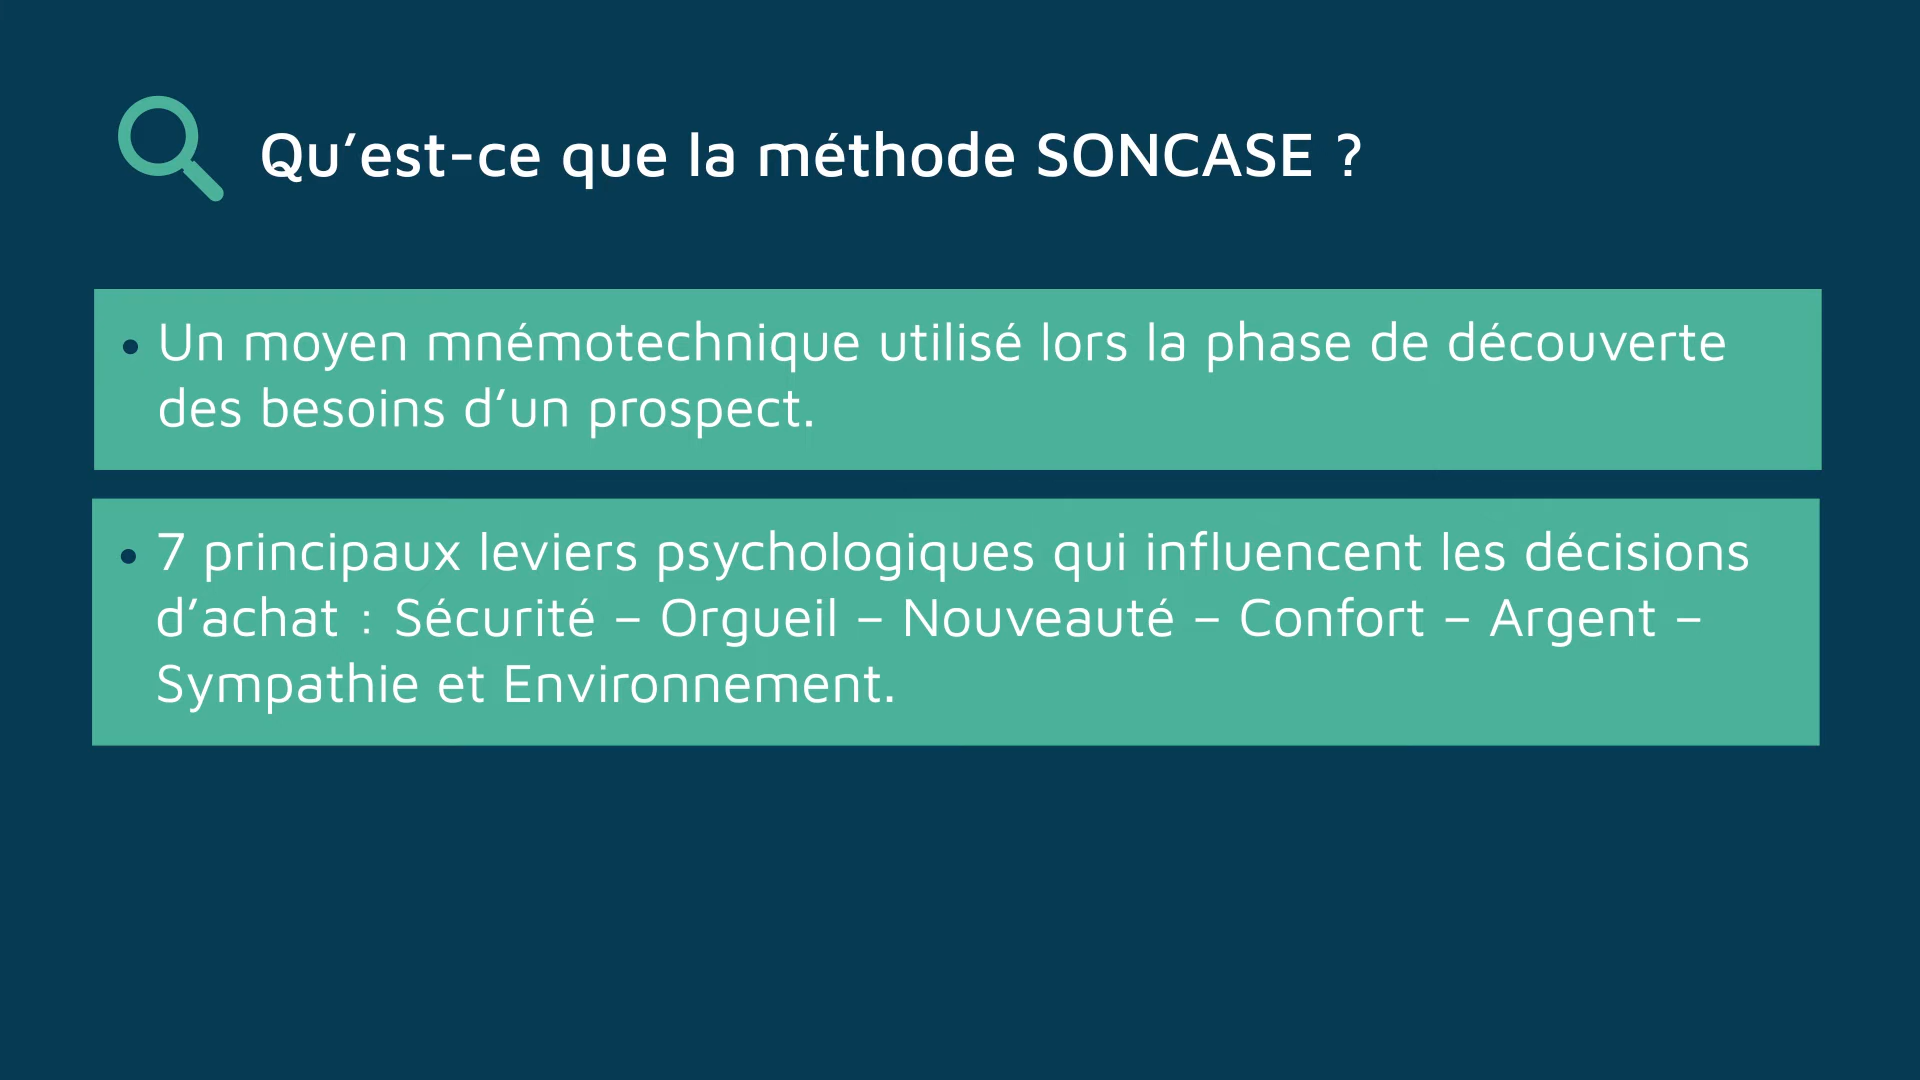 Qu’est-ce que la méthode SONCASE ?
• Un moyen mnémotechnique utilisé lors la phase de découverte
des besoins d’un prospect.
• 7 principaux leviers psychologiques qui influencent les décisions
d’achat : Sécurité – Orgueil – Nouveauté – Confort – Argent –
Sympathie et Environnement.